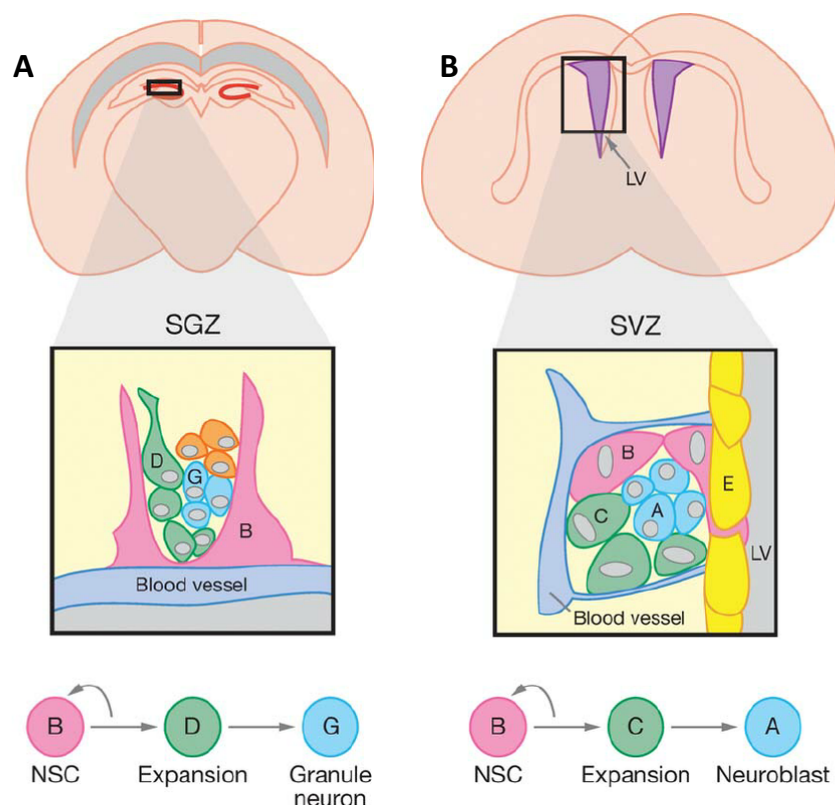 A
B
LV
SGZ
SVZ
D
G
B
Blood vessel
B
E
C
A
LV
Blood vessel
B
D
G
NSC
Expansion
Granule
neuron
B
C
A
NSC
Expansion
Neuroblast